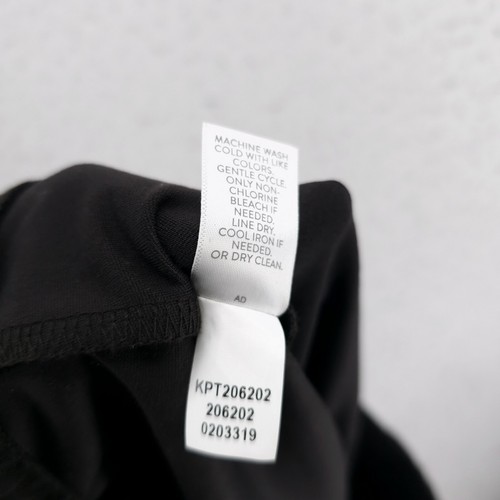 MACHINE WASH
COLD WITH LIKE
COLORS.
GENTLE CYCLE.
ONLY NON-
CHLORINE
BLEACH IF
NEEDED.
LINE DRY.
COOL IRON IF
NEEDED.
OR DRY CLEAN.
AD
KPT206202
206202
0203319